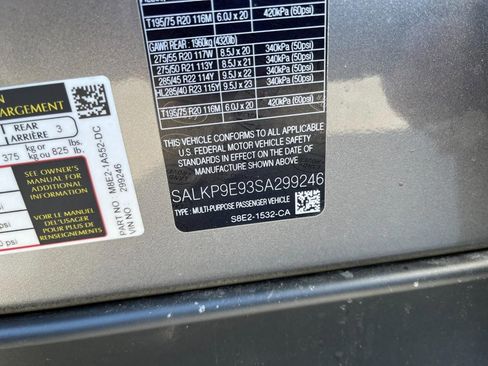 T195/75 R20 116M 6.0J x 20 420kPa (60psi)
GAWR REAR : 1960kg (4320lb)
275/55 R20 117W 8.5J x 20 340kPa (50psi)
275/50 R21 113Y 8.5J x 21 340kPa (50psi)
285/45 R22 114Y 9.5J x 22 340kPa (50psi)
HL285/40 R23 115Y 9.5J x 23 340kPa (50psi)
T195/75 R20 116M 6.0J x 20 420kPa (60psi)
THIS VEHICLE CONFORMS TO ALL APPLICABLE
U.S. FEDERAL MOTOR VEHICLE SAFETY
STANDARDS IN EFFECT ON THE DATE OF
MANUFACTURE SHOWN ABOVE
SALKP9E93SA299246
TYPE : MULTI-PURPOSE PASSENGER VEHICLE
S8E2-1532-CA
ON
CHARGEMENT
REAR
ARRIÈRE 3
375 kg or 825 lbs.
kg ou lb.
SEE OWNER'S
MANUAL FOR
ADDITIONAL
INFORMATION
VOIR LE MANUEL
DE L'USAGER
POUR PLUS DE
RENSEIGNEMENTS
psi
PART NO M8E2-1A552-DC
VIN NO 299246